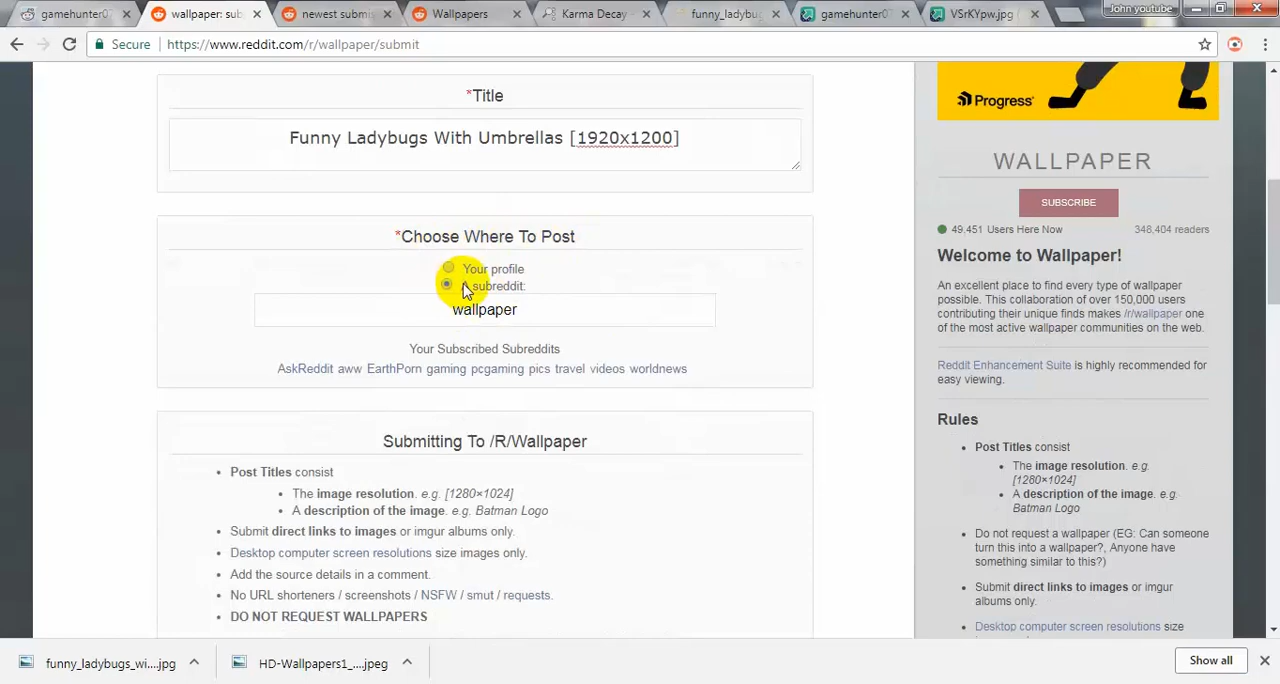 gamehunter0
wallpaper: sub
newest submis
Wallpapers
Karma Decay -
funny_ladybug
gamehunter0
VSrKYpw.jpg (
John youtube
Secure
https://www.reddit.com/r/wallpaper/submit
*Title
Funny Ladybugs With Umbrellas [1920x1200]
*Choose Where To Post
Your profile
A subreddit:
wallpaper
Your Subscribed Subreddits
AskReddit aww EarthPorn gaming pcgaming pics travel videos worldnews
Submitting To /R/Wallpaper
• Post Titles consist
• The image resolution. e.g. [1280×1024]
• A description of the image. e.g. Batman Logo
• Submit direct links to images or imgur albums only.
• Desktop computer screen resolutions size images only.
• Add the source details in a comment.
• No URL shorteners / screenshots / NSFW / smut / requests.
• DO NOT REQUEST WALLPAPERS
Progress
WALLPAPER
SUBSCRIBE
49.451 Users Here Now
348,404 readers
Welcome to Wallpaper!
An excellent place to find every type of wallpaper
possible. This collaboration of over 150,000 users
contributing their unique finds makes /r/wallpaper one
of the most active wallpaper communities on the web.
Reddit Enhancement Suite is highly recommended for
easy viewing.
Rules
• Post Titles consist
• The image resolution. e.g.
[1280×1024]
• A description of the image. e.g.
Batman Logo
• Do not request a wallpaper (EG: Can someone
turn this into a wallpaper?, Anyone have
something similar to this?)
• Submit direct links to images or imgur
albums only.
• Desktop computer screen resolutions size
funny_ladybugs_wi....jpg
HD-Wallpapers1_....jpeg
Show all